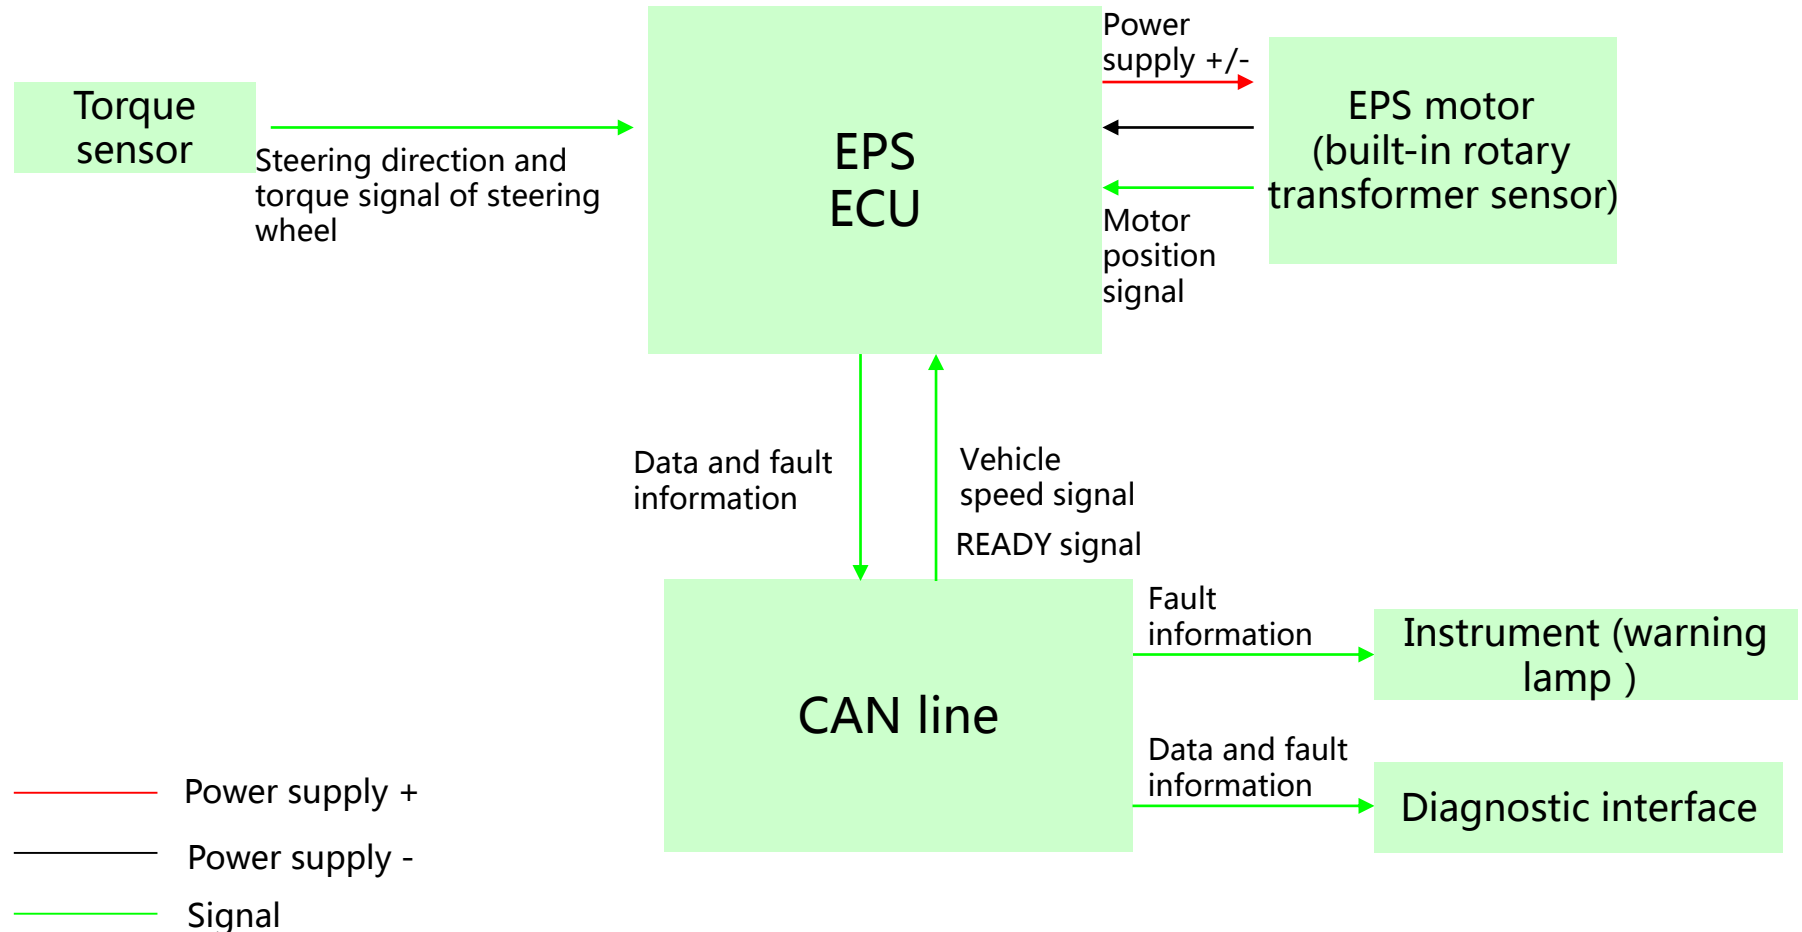 Power
supply +/-
Torque
sensor
Steering direction and
torque signal of steering
wheel
EPS
ECU
EPS motor
(built-in rotary
transformer sensor)
Motor
position
signal
Data and fault
information
Vehicle
speed signal
READY signal
CAN line
Fault
information
Instrument (warning
lamp )
Data and fault
information
Diagnostic interface
Power supply +
Power supply -
Signal